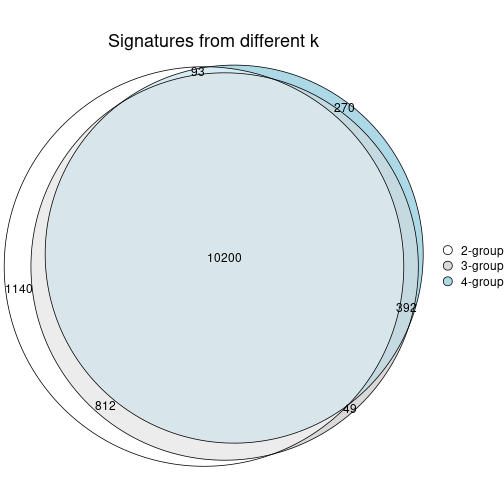 Signatures from different k
93
270
10200
2-group
3-group
4-group
1140
392
812
49